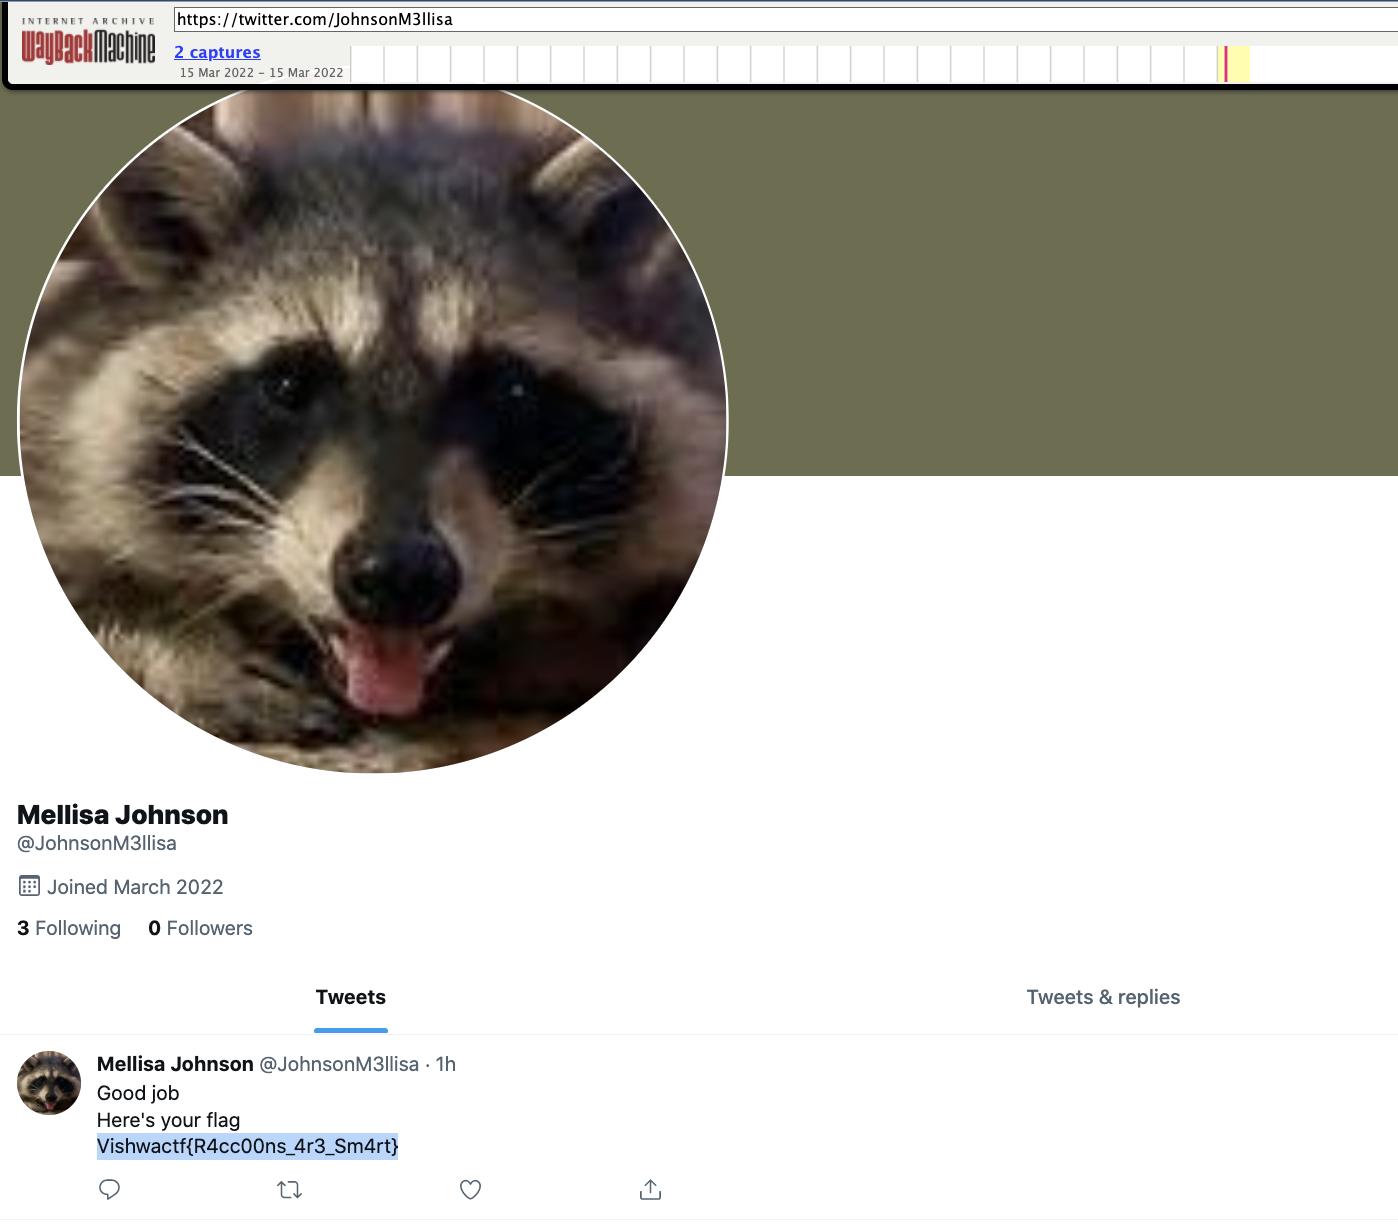 INTERNET ARCHIVE
WayBackMachine
https://twitter.com/JohnsonM3llisa
2 captures
15 Mar 2022 - 15 Mar 2022
Mellisa Johnson
@JohnsonM3llisa
Joined March 2022
3 Following 0 Followers
Tweets Tweets & replies
Mellisa Johnson @JohnsonM3llisa · 1h
Good job
Here's your flag
Vishwactf{R4cc00ns_4r3_Sm4rt}